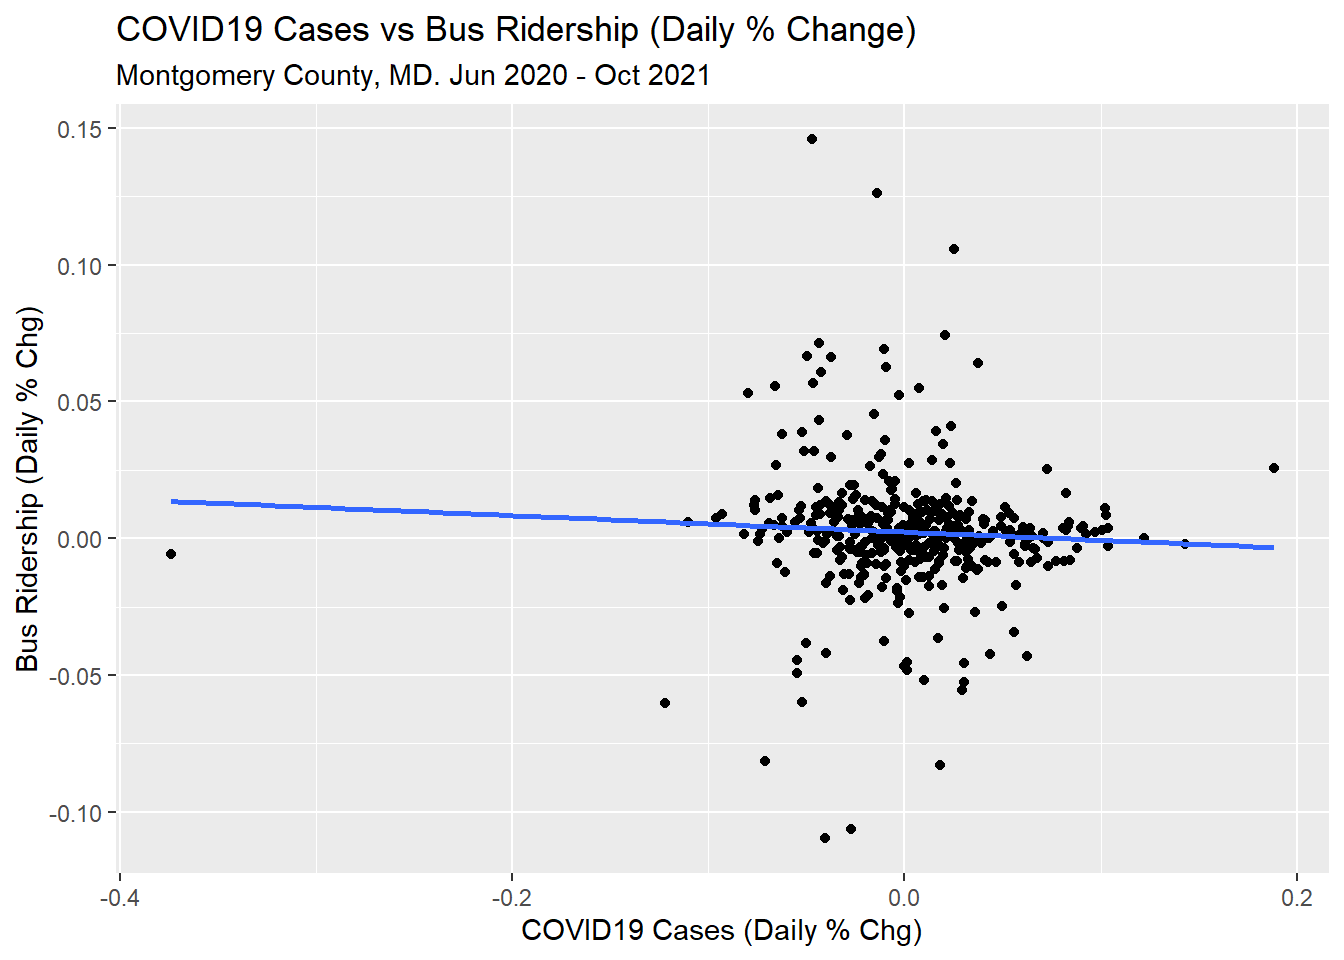 COVID19 Cases vs Bus Ridership (Daily % Change)
Montgomery County, MD. Jun 2020 - Oct 2021
0.15
0.10
0.05
0.00
-0.05
-0.10
Bus Ridership (Daily % Chg)
-0.4
-0.2
0.0
0.2
COVID19 Cases (Daily % Chg)